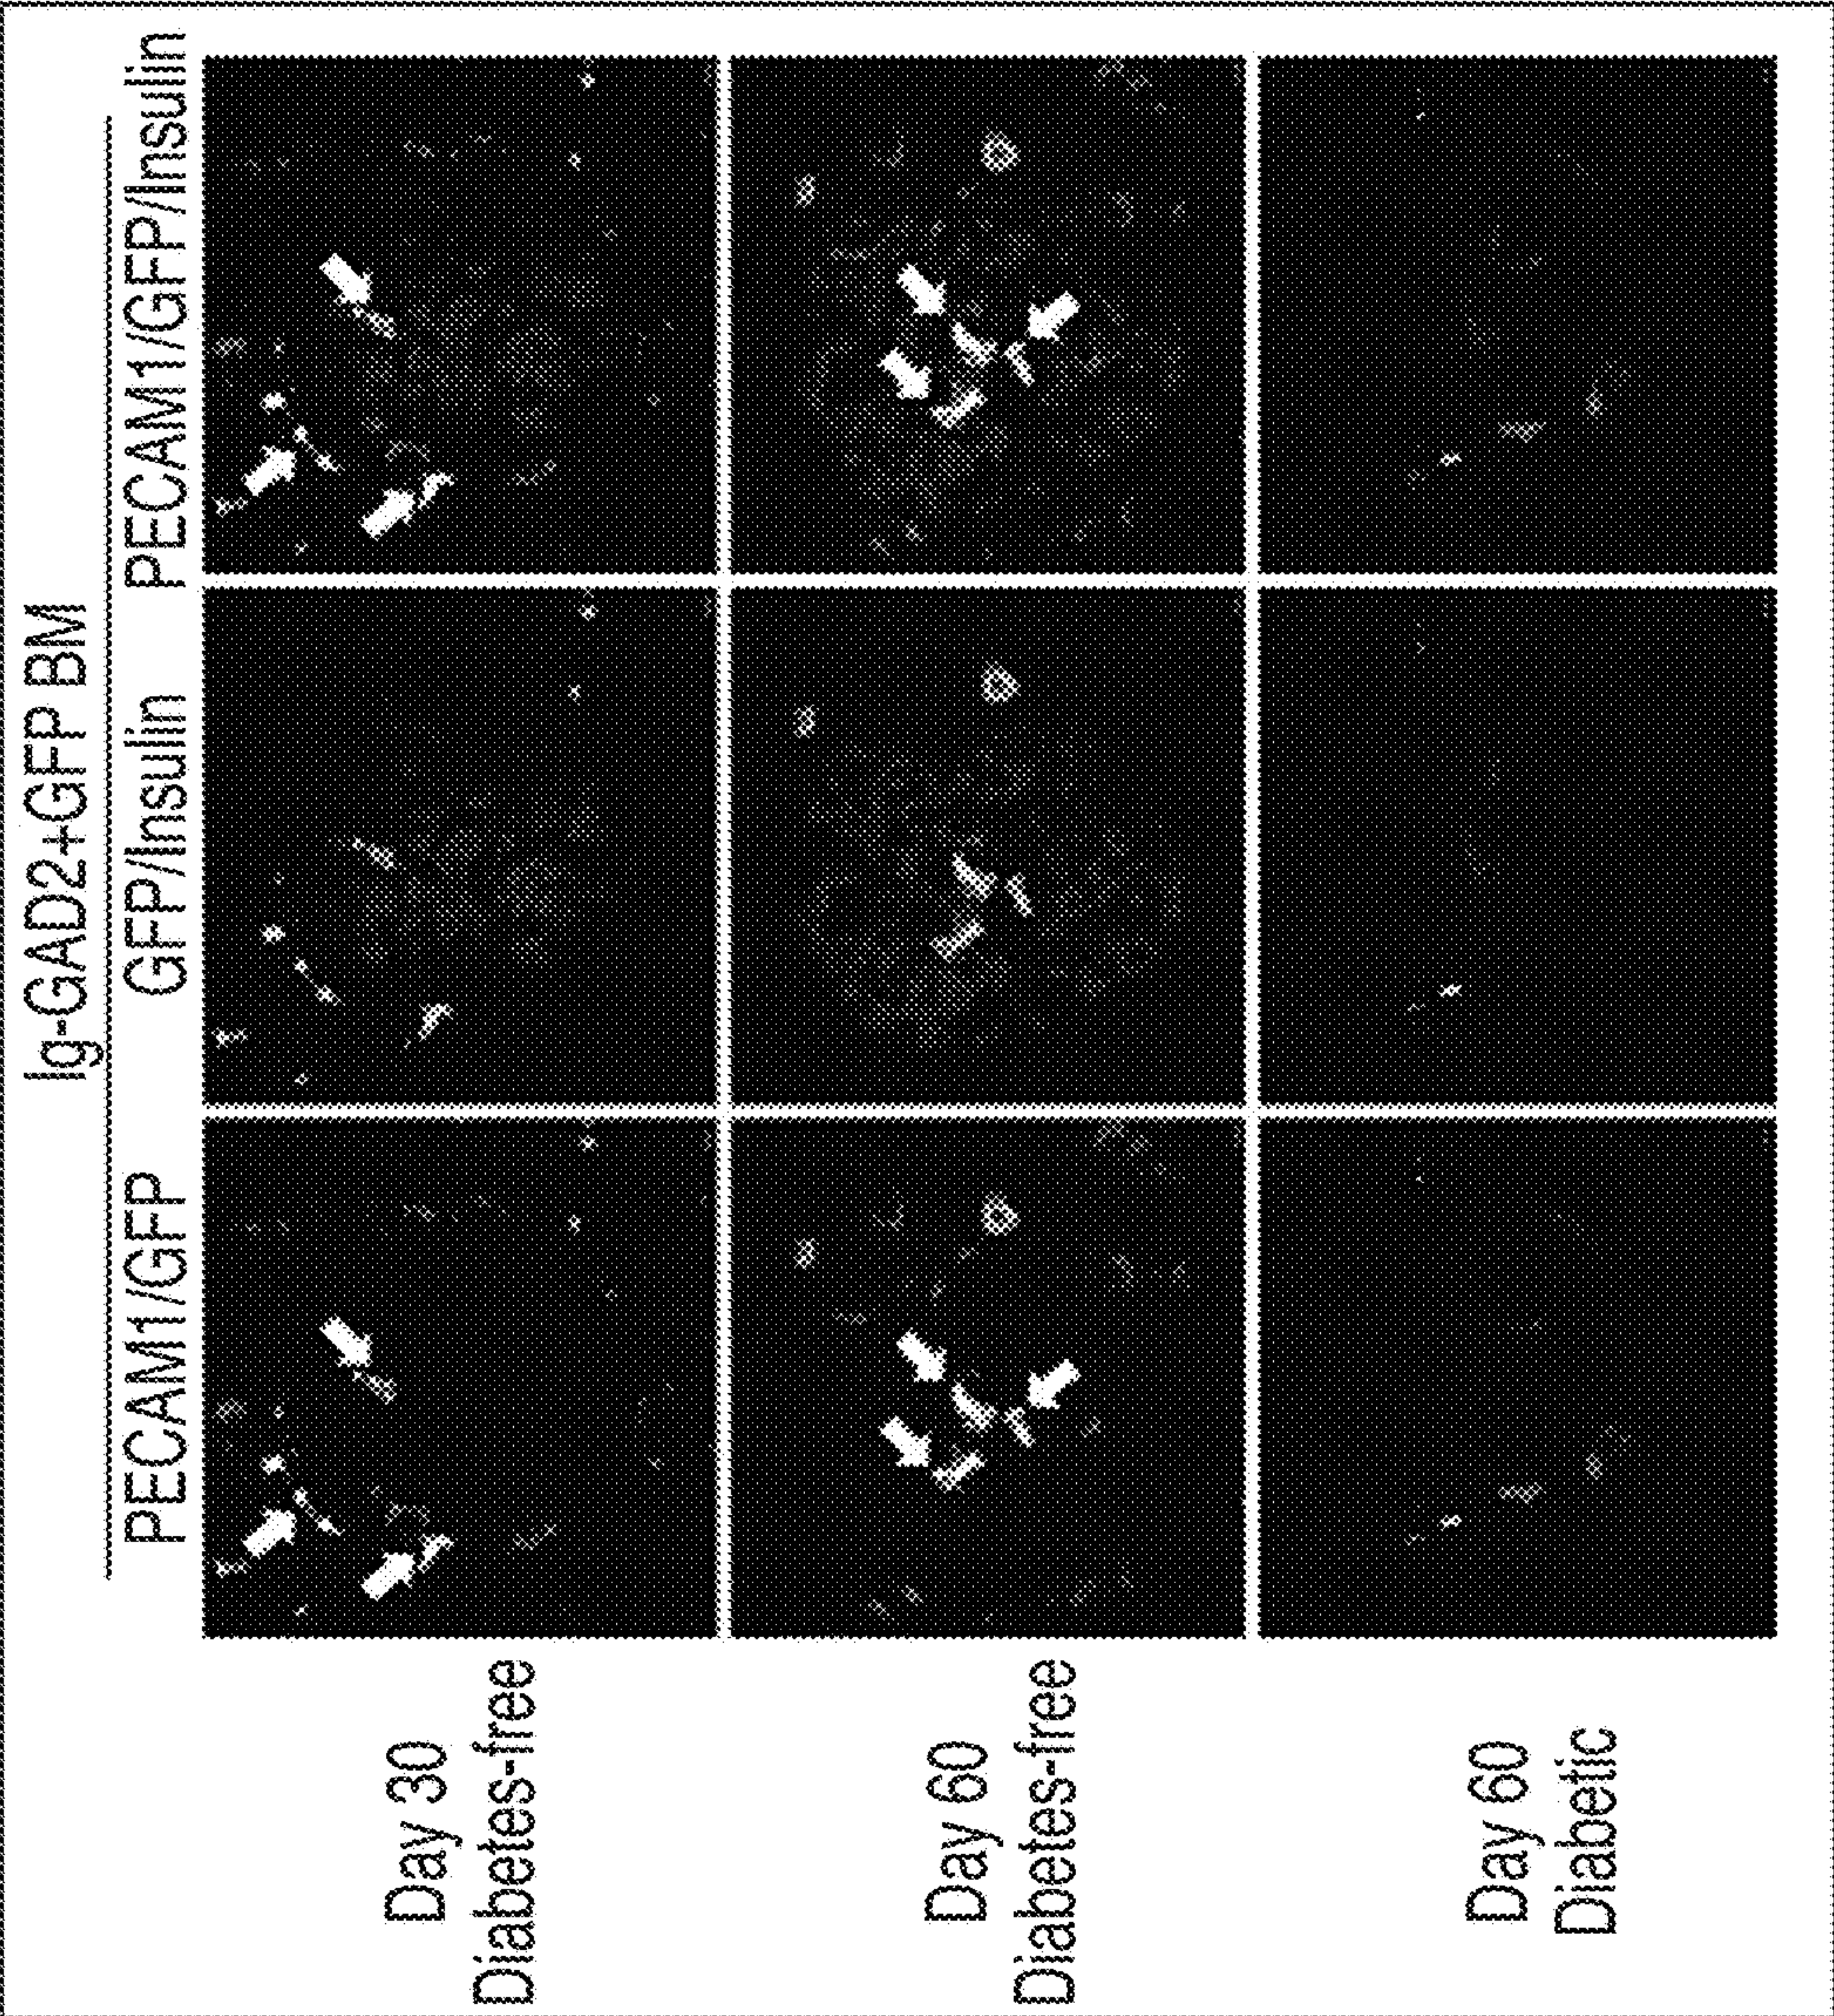 Ig-GAD2+GFP BM
PECAM1/GFP
GFP/Insulin
PECAM1/GFP/Insulin
Day 30
Diabetes-free
Day 60
Diabetes-free
Day 60
Diabetic